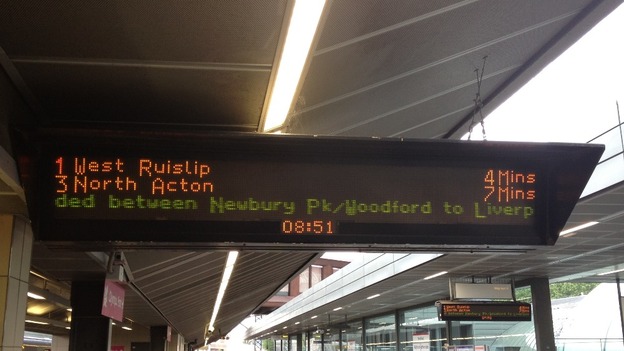 1 West Ruislip 4 Mins
3 North Acton 7 Mins
ded between Newbury Pk/Woodford to Liverp
08:51